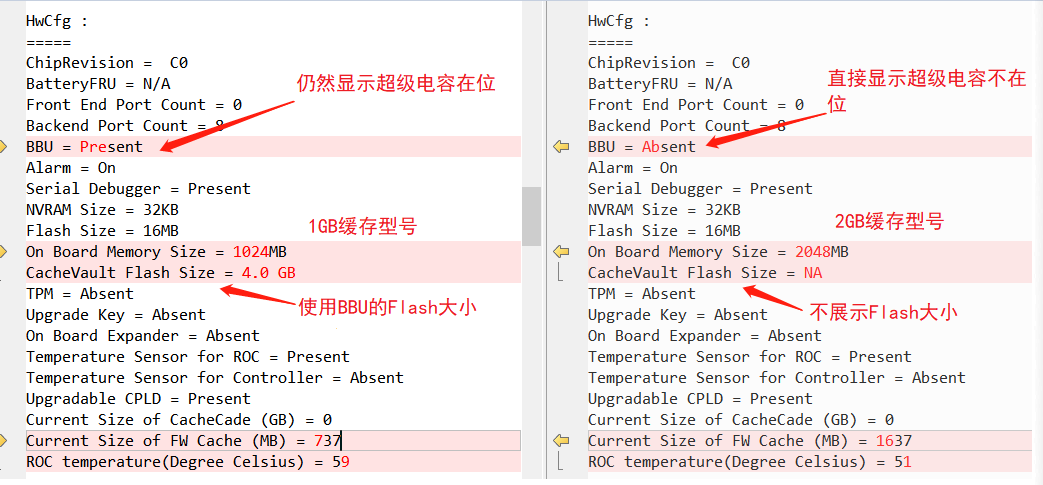 HwCfg :
=====
ChipRevision =  C0
BatteryFRU = N/A
仍然显示超级电容在位
Front End Port Count = 0
Backend Port Count = 8
BBU = Present
Alarm = On
Serial Debugger = Present
NVRAM Size = 32KB
Flash Size = 16MB
1GB缓存型号
On Board Memory Size = 1024MB
CacheVault Flash Size = 4.0 GB
TPM = Absent
使用BBU的Flash大小
Upgrade Key = Absent
On Board Expander = Absent
Temperature Sensor for ROC = Present
Temperature Sensor for Controller = Absent
Upgradable CPLD = Present
Current Size of CacheCade (GB) = 0
Current Size of FW Cache (MB) = 737
ROC temperature(Degree Celsius) = 59
HwCfg :
=====
ChipRevision =  C0
BatteryFRU = N/A
直接显示超级电容不在
位
Front End Port Count = 0
Backend Port Count = 8
BBU = Absent
Alarm = On
Serial Debugger = Present
NVRAM Size = 32KB
Flash Size = 16MB
2GB缓存型号
On Board Memory Size = 2048MB
CacheVault Flash Size = NA
TPM = Absent
不展示Flash大小
Upgrade Key = Absent
On Board Expander = Absent
Temperature Sensor for ROC = Present
Temperature Sensor for Controller = Absent
Upgradable CPLD = Present
Current Size of CacheCade (GB) = 0
Current Size of FW Cache (MB) = 1637
ROC temperature(Degree Celsius) = 51